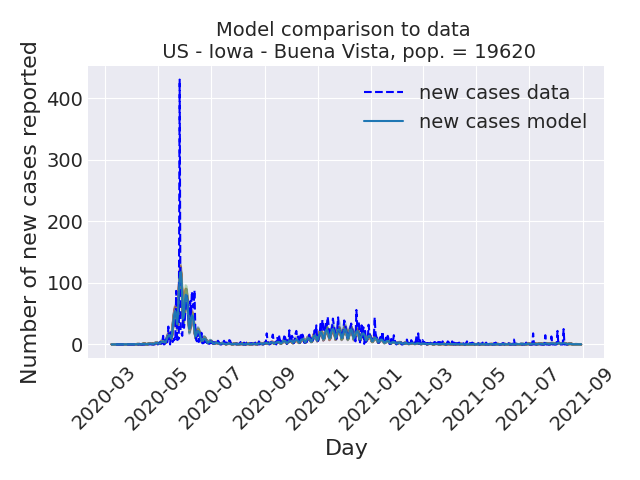 Model comparison to data
US - Iowa - Buena Vista, pop. = 19620
Number of new cases reported
400
300
200
100
0
new cases data
new cases model
2020-03
2020-05
2020-07
2020-09
2020-11
2021-01
2021-03
2021-05
2021-07
2021-09
Day